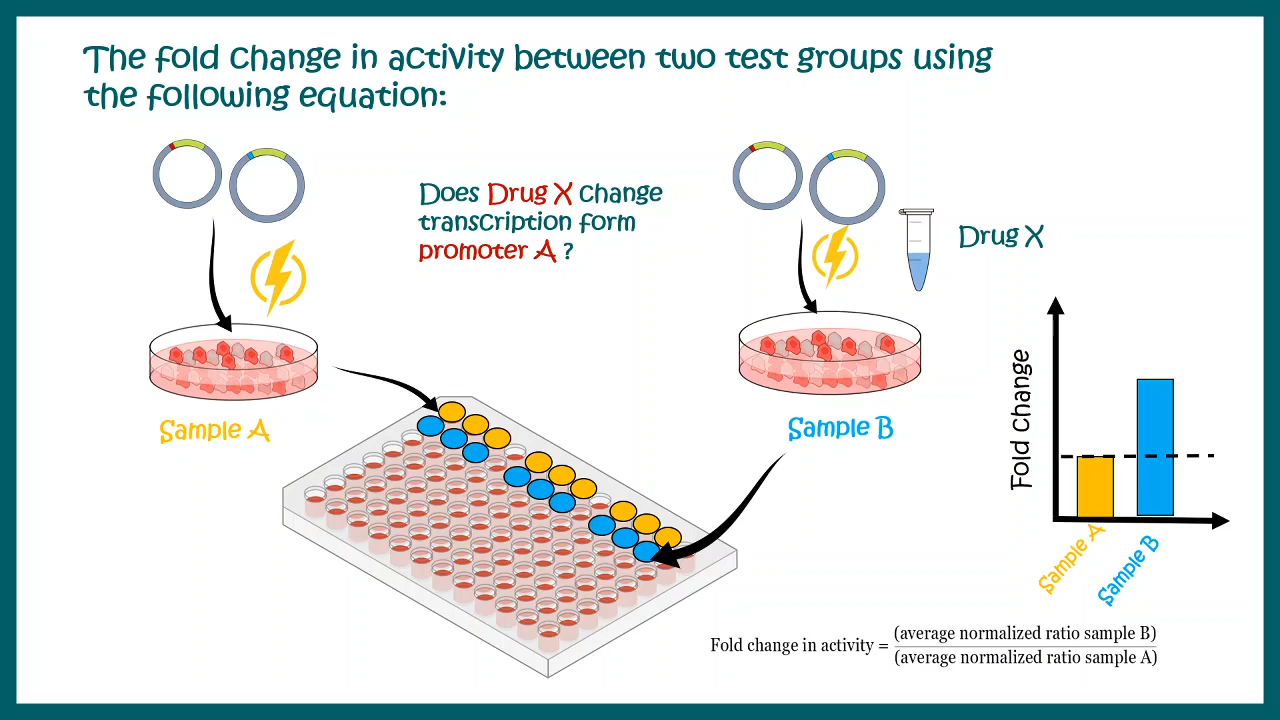 The fold change in activity between two test groups using
the following equation:
Does Drug X change
transcription form
promoter A ?
Drug X
Sample A
Sample B
Fold change
Sample A
Sample B
Fold change in activity = (average normalized ratio sample B)
(average normalized ratio sample A)